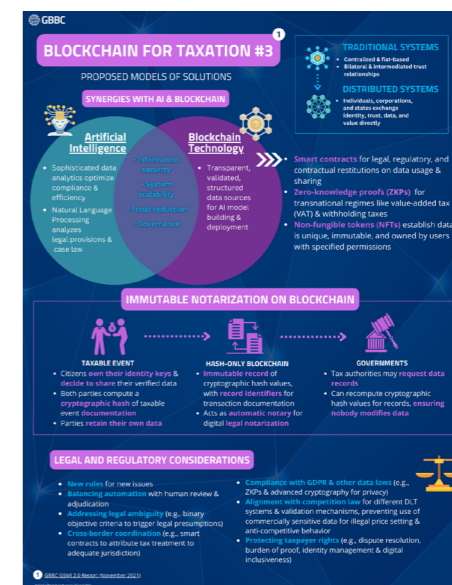 GBBC
1
BLOCKCHAIN FOR TAXATION #3
PROPOSED MODELS OF SOLUTIONS
TRADITIONAL SYSTEMS
• Centralized & fiat-based
• Bilateral & intermediated trust
relationships
DISTRIBUTED SYSTEMS
• Individuals, corporations,
and states exchange
identity, trust, data, and
value directly
SYNERGIES WITH AI & BLOCKCHAIN
Artificial
Intelligence
• Sophisticated data
analytics optimize
compliance &
efficiency
• Natural Language
Processing
analyzes
legal provisions &
case law
- Information
security
- System
scalability
- Fraud reduction
- Governance
Blockchain
Technology
• Transparent,
validated,
structured
data sources
for AI model
building &
deployment
• Smart contracts for legal, regulatory, and
contractual restitutions on data usage &
sharing
• Zero-knowledge proofs (ZKPs) for
transnational regimes like value-added tax
(VAT) & withholding taxes
• Non-fungible tokens (NFTs) establish data
is unique, immutable, and owned by users
with specified permissions
IMMUTABLE NOTARIZATION ON BLOCKCHAIN
TAXABLE EVENT
• Citizens own their identity keys &
decide to share their verified data
• Both parties compute a
cryptographic hash of taxable
event documentation
• Parties retain their own data
HASH-ONLY BLOCKCHAIN
• Immutable record of
cryptographic hash values,
with record identifiers for
transaction documentation
• Acts as automatic notary for
digital legal notarization
GOVERNMENTS
• Tax authorities may request data
records
• Can recompute cryptographic
hash values for records, ensuring
nobody modifies data
LEGAL AND REGULATORY CONSIDERATIONS
• New rules for new issues
• Balancing automation with human review &
adjudication
• Addressing legal ambiguity (e.g., binary
objective criteria to trigger legal presumptions)
• Cross-border coordination (e.g., smart
contracts to attribute tax treatment to
adequate jurisdiction)
• Compliance with GDPR & other data laws (e.g.,
ZKPs & advanced cryptography for privacy)
• Alignment with competition law for different DLT
systems & validation mechanisms, preventing use of
commercially sensitive data for illegal price setting &
anti-competitive behavior
• Protecting taxpayer rights (e.g., dispute resolution,
burden of proof, identity management & digital
inclusiveness)
1 GBBC GSMI 2.0 Report (November 2021)